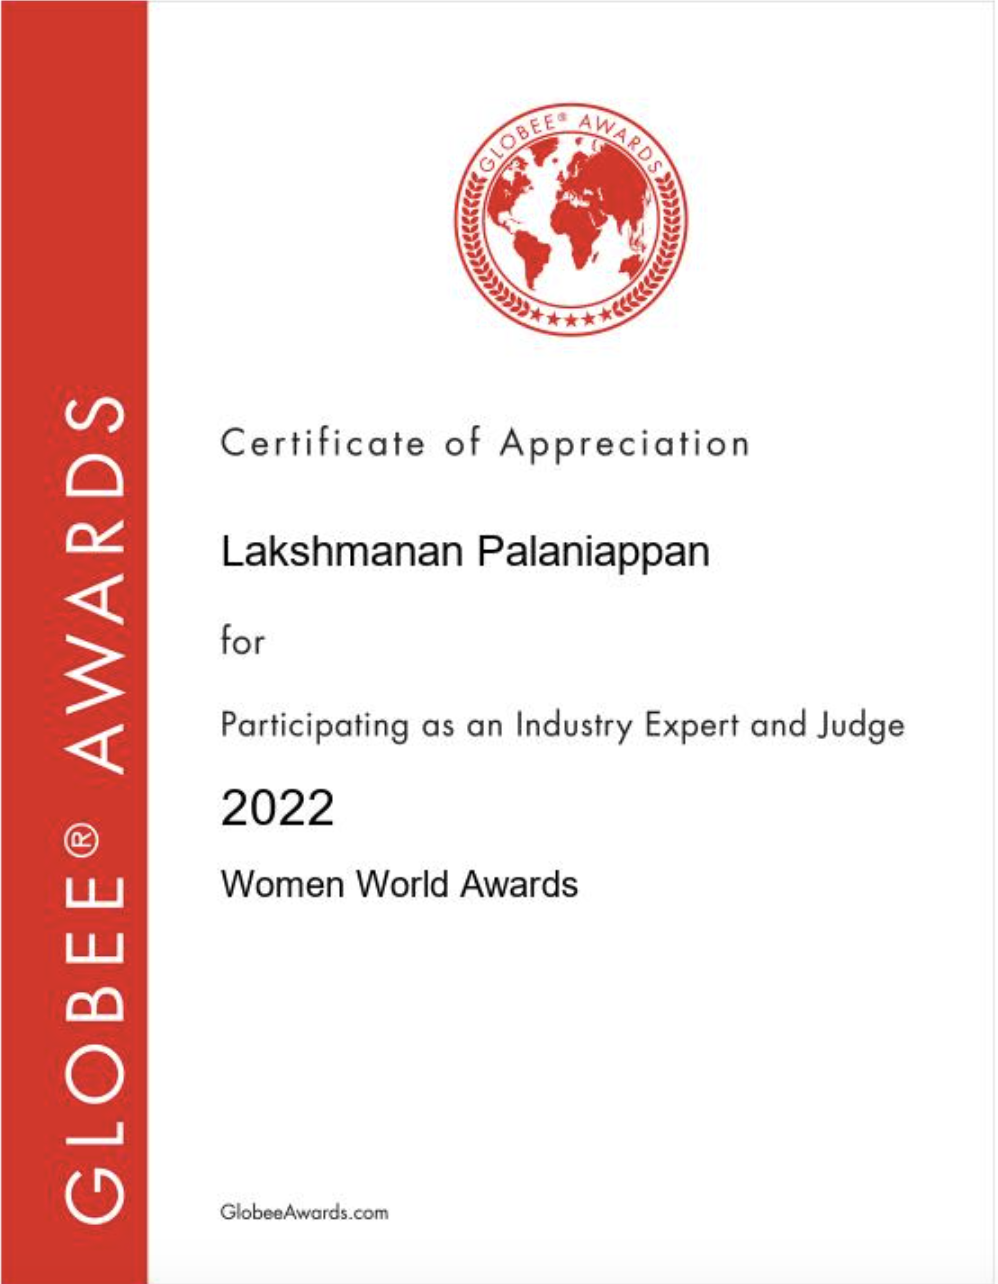 GLOBEE® AWARDS
Certificate of Appreciation
Lakshmanan Palaniappan
for
Participating as an Industry Expert and Judge
2022
Women World Awards
GlobeeAwards.com
GLOBEE® AWARDS